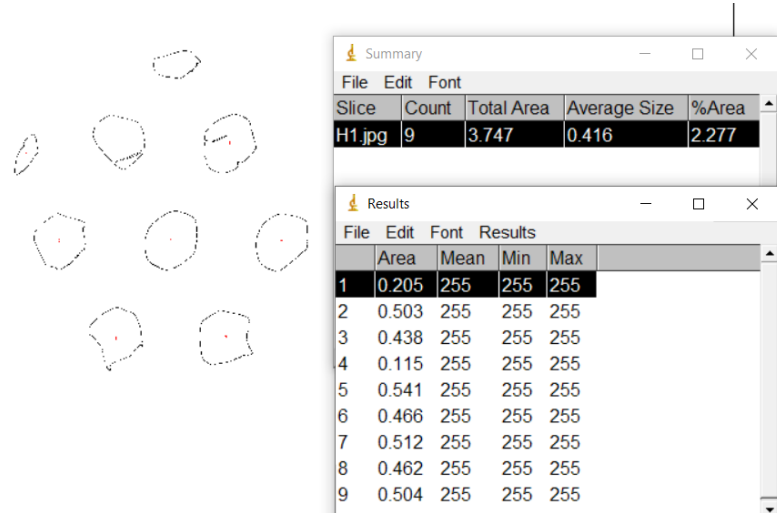 Summary
File Edit Font
Slice Count Total Area Average Size %Area
H1.jpg 9 3.747 0.416 2.277
Results
File Edit Font Results
Area Mean Min Max
1 0.205 255 255 255
2 0.503 255 255 255
3 0.438 255 255 255
4 0.115 255 255 255
5 0.541 255 255 255
6 0.466 255 255 255
7 0.512 255 255 255
8 0.462 255 255 255
9 0.504 255 255 255